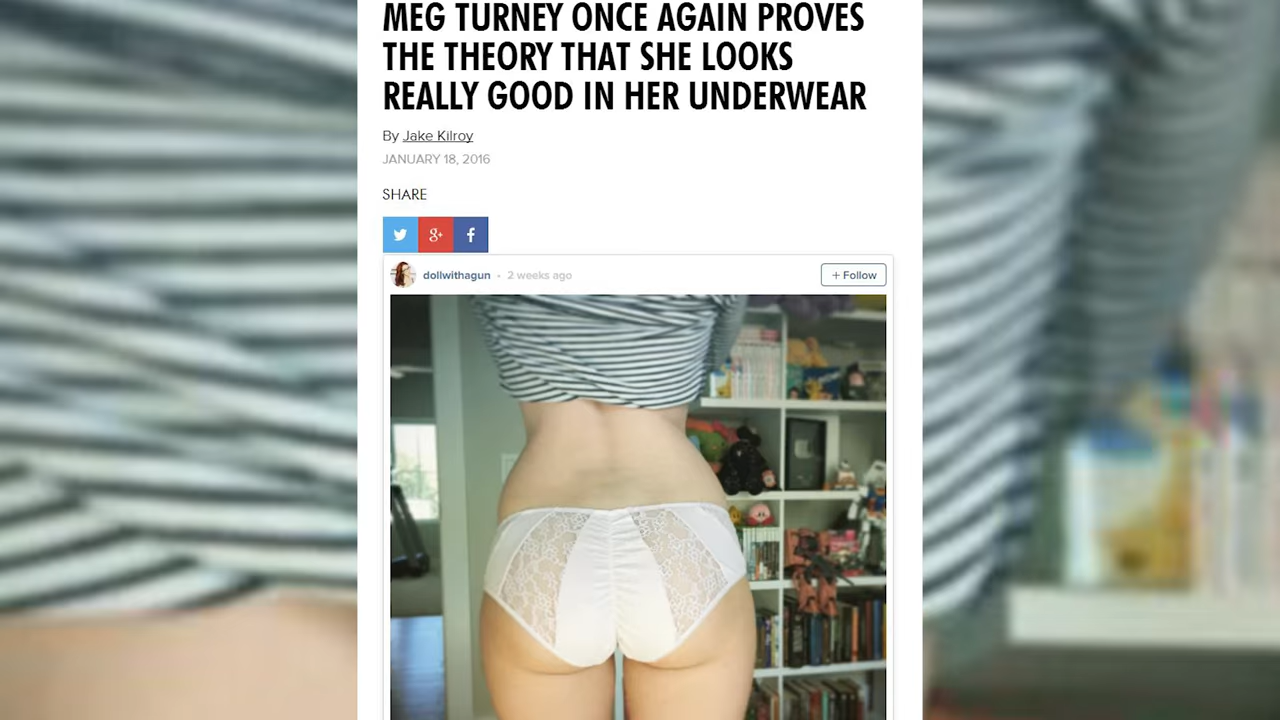 MEG TURNEY ONCE AGAIN PROVES
THE THEORY THAT SHE LOOKS
REALLY GOOD IN HER UNDERWEAR
By Jake Kilroy
JANUARY 18, 2016
SHARE
g+ f
dollwithagun • 2 weeks ago + Follow